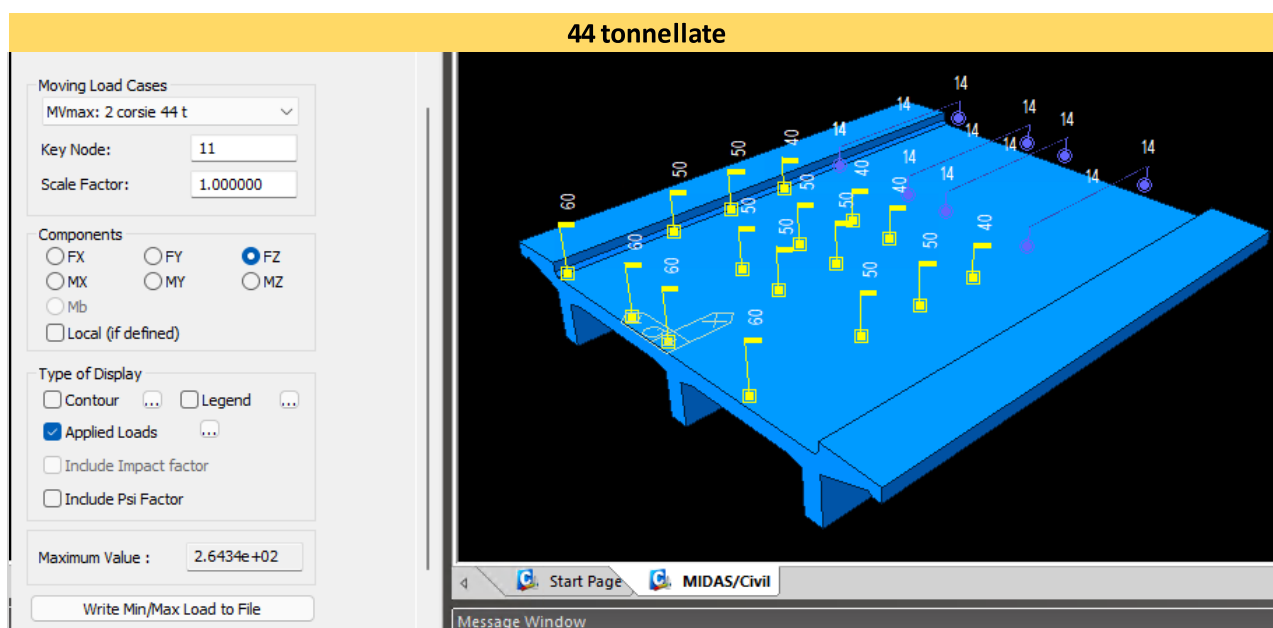 44 tonnellate
Moving Load Cases
MVmax: 2 corsie 44 t
Key Node:
11
Scale Factor:
1.000000
Components
FX
FY
FZ
MX
MY
MZ
Mb
Local (if defined)
Type of Display
Contour
...
Legend
...
Applied Loads
...
Include Impact factor
Include Psi Factor
Maximum Value :
2.6434e+02
Write Min/Max Load to File
14
14
14
14
14
14
14
14
14
14
40
50
50
60
40
50
50
40
50
50
60
50
40
60
50
50
60
Start Page
MIDAS/Civil
Message Window